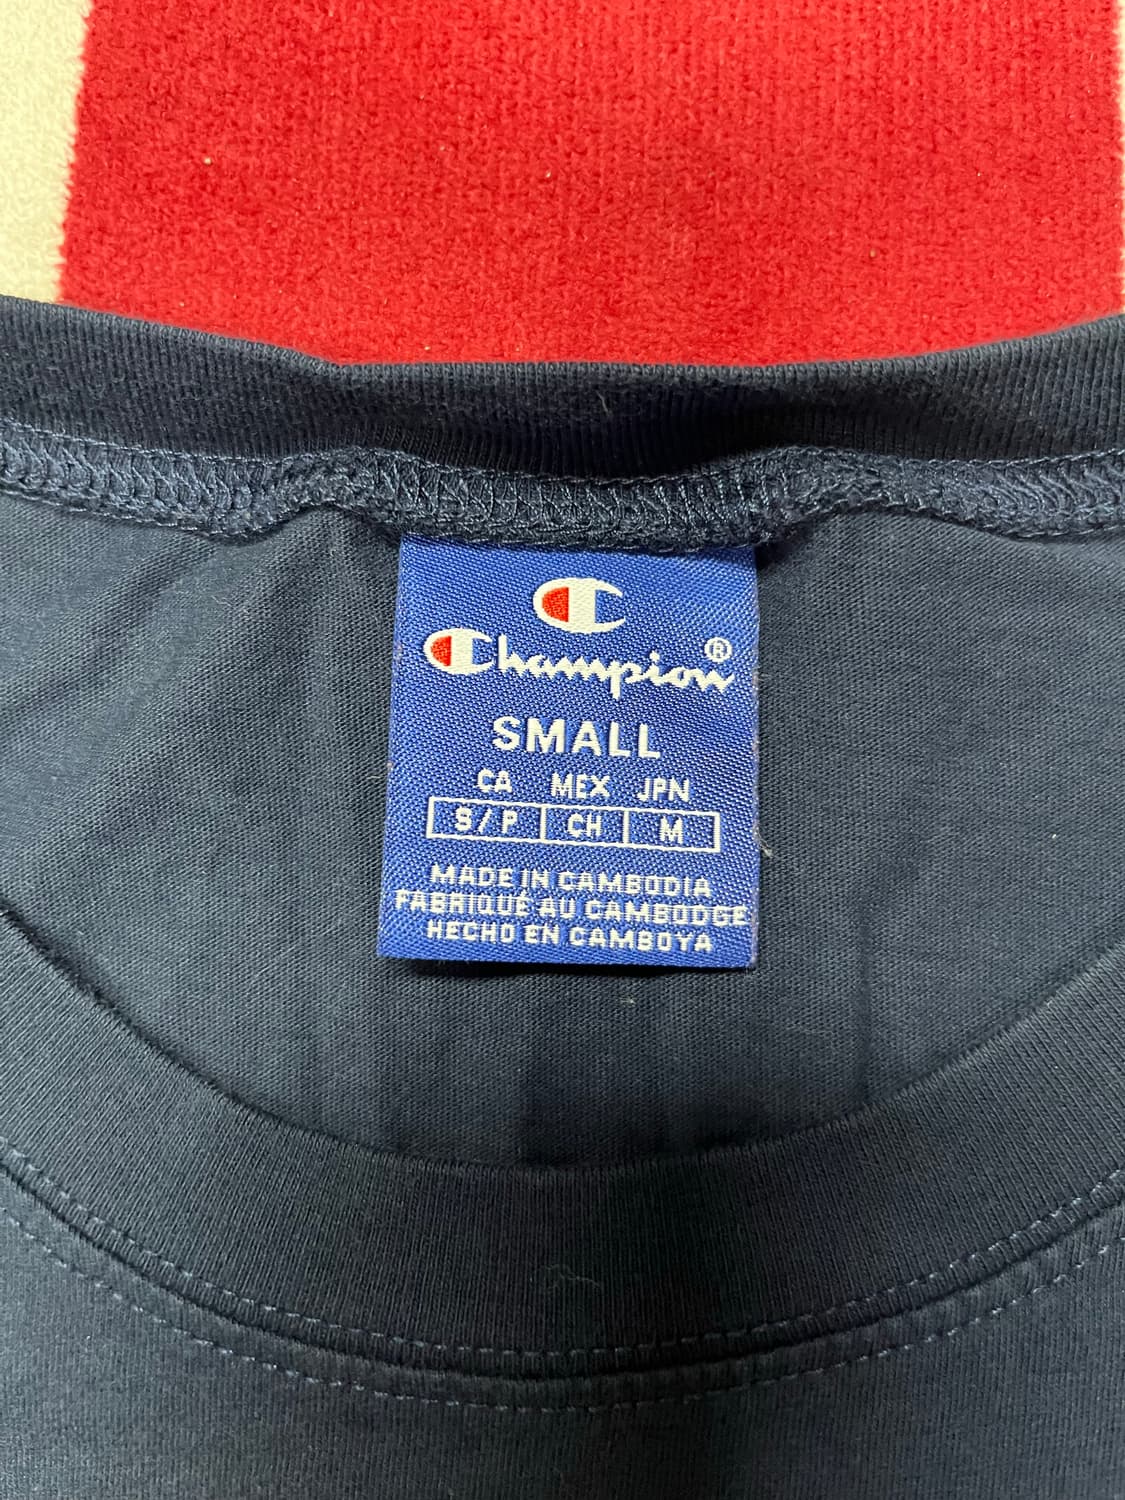 Champion®
SMALL
CA MEX JPN
S/P CH M
MADE IN CAMBODIA
FABRIQUÉ AU CAMBODGE
HECHO EN CAMBOYA